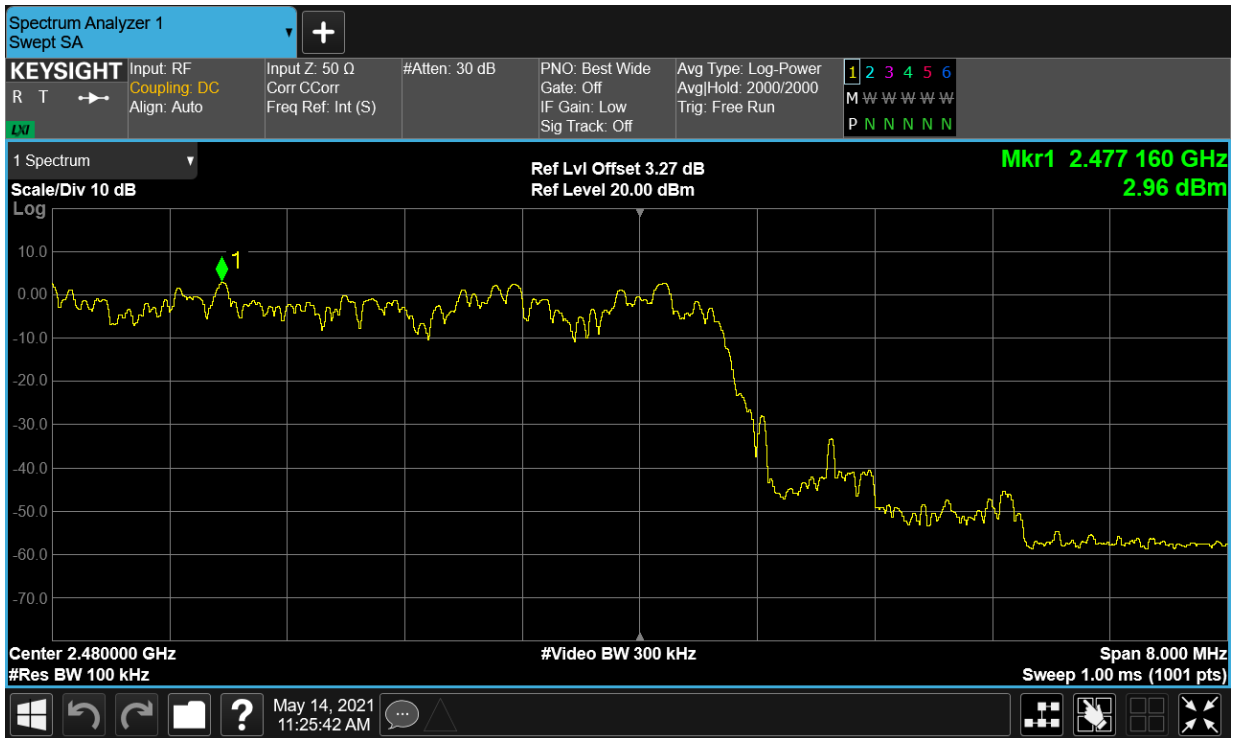 Spectrum Analyzer 1
Swept SA
▼
+
KEYSIGHT
R T
LXI
Input: RF
Coupling: DC
Align: Auto
Input Z: 50 Ω
Corr CCorr
Freq Ref: Int (S)
#Atten: 30 dB
PNO: Best Wide
Gate: Off
IF Gain: Low
Sig Track: Off
Avg Type: Log-Power
Avg|Hold: 2000/2000
Trig: Free Run
1 2 3 4 5 6
M W W W W W
P N N N N N
1 Spectrum ▼
Scale/Div 10 dB
Log
Ref Lvl Offset 3.27 dB
Ref Level 20.00 dBm
Mkr1 2.477 160 GHz
2.96 dBm
1
10.0
0.00
-10.0
-20.0
-30.0
-40.0
-50.0
-60.0
-70.0
Center 2.480000 GHz
#Res BW 100 kHz
#Video BW 300 kHz
Span 8.000 MHz
Sweep 1.00 ms (1001 pts)
?
May 14, 2021
11:25:42 AM